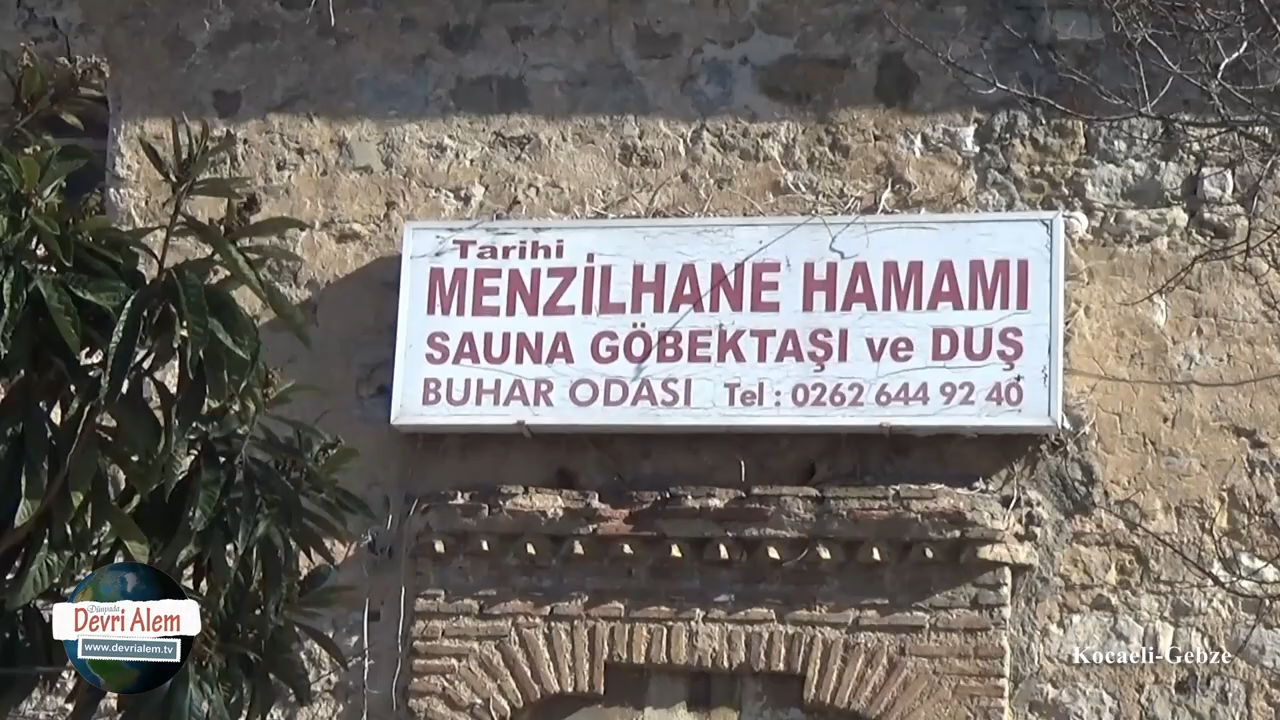 Tarihi
MENZİLHANE HAMAMI
SAUNA GÖBEKTAŞI ve DUŞ
BUHAR ODASI Tel : 0262 644 92 40
Dünyada
Devri Alem
www.devrialem.tv
Kocaeli-Gebze